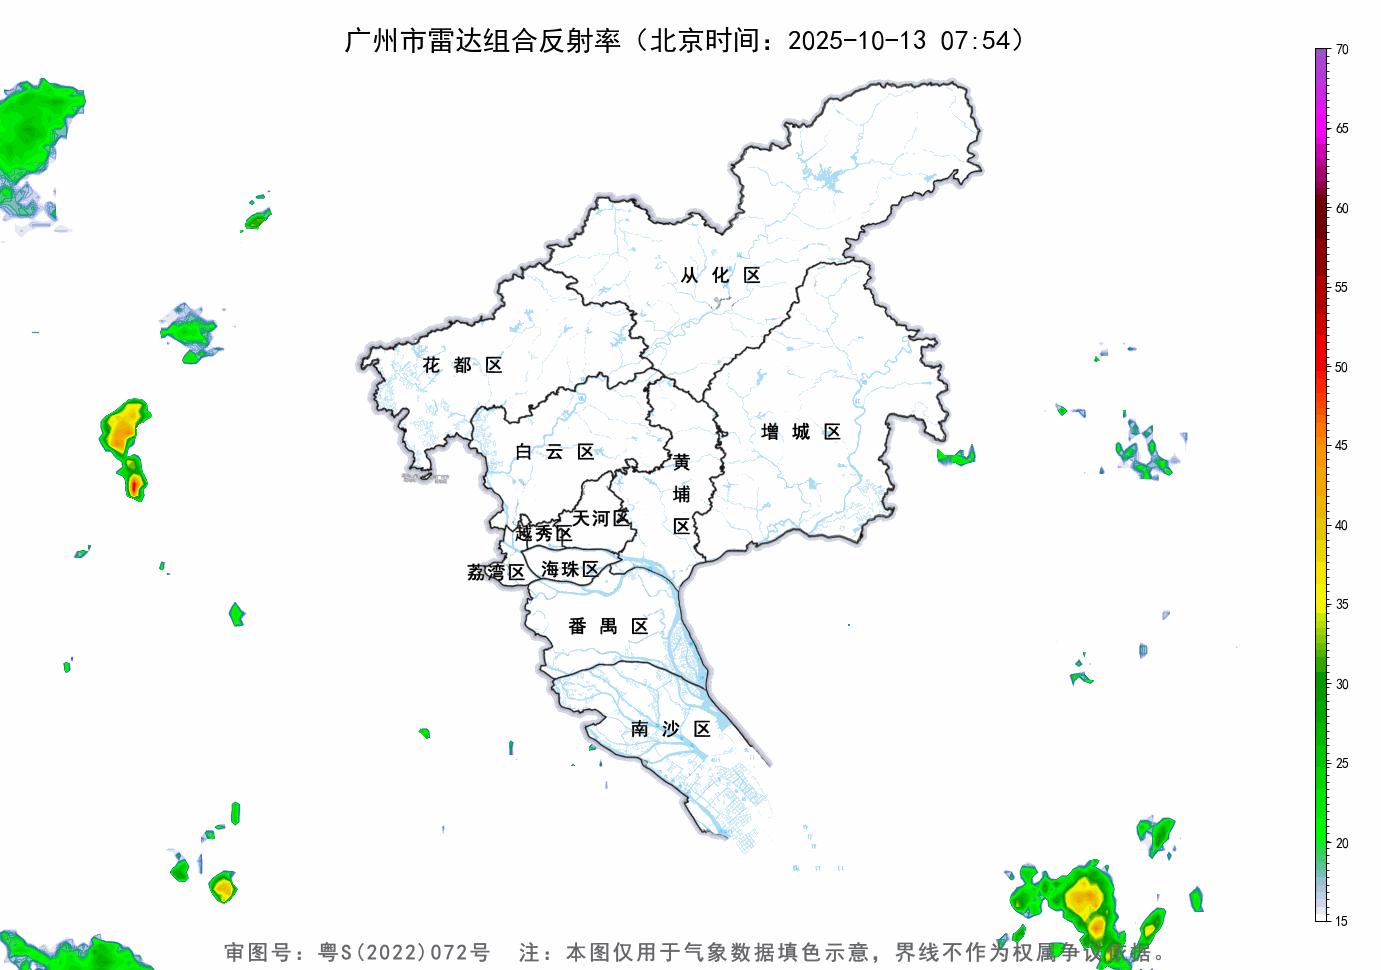 广州市雷达组合反射率（北京时间：2025-10-13 07:54）
70
65
60
55
50
45
40
35
30
25
20
15
从化区
花都区
增城区
白云区
黄埔区
天河区
越秀区
荔湾区
海珠区
番禺区
南沙区
审图号：粤S(2022)072号 注：本图仅用于气象数据填色示意，界线不作为权属争议依据。